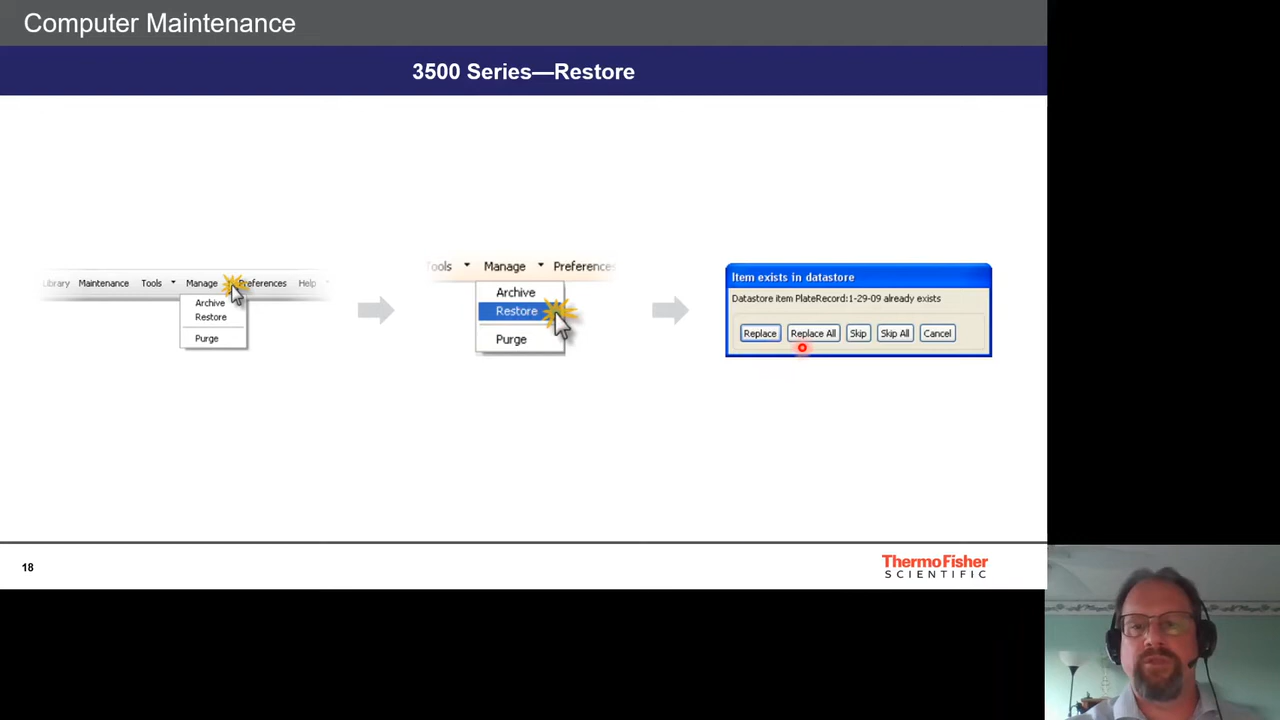 Computer Maintenance
3500 Series—Restore
Library Maintenance Tools Manage Preferences Help
Archive
Restore
Purge
Tools Manage Preferences
Archive
Restore
Purge
Item exists in datastore
Datastore item PlateRecord:1-29-09 already exists
Replace Replace All Skip Skip All Cancel
18
ThermoFisher
SCIENTIFIC